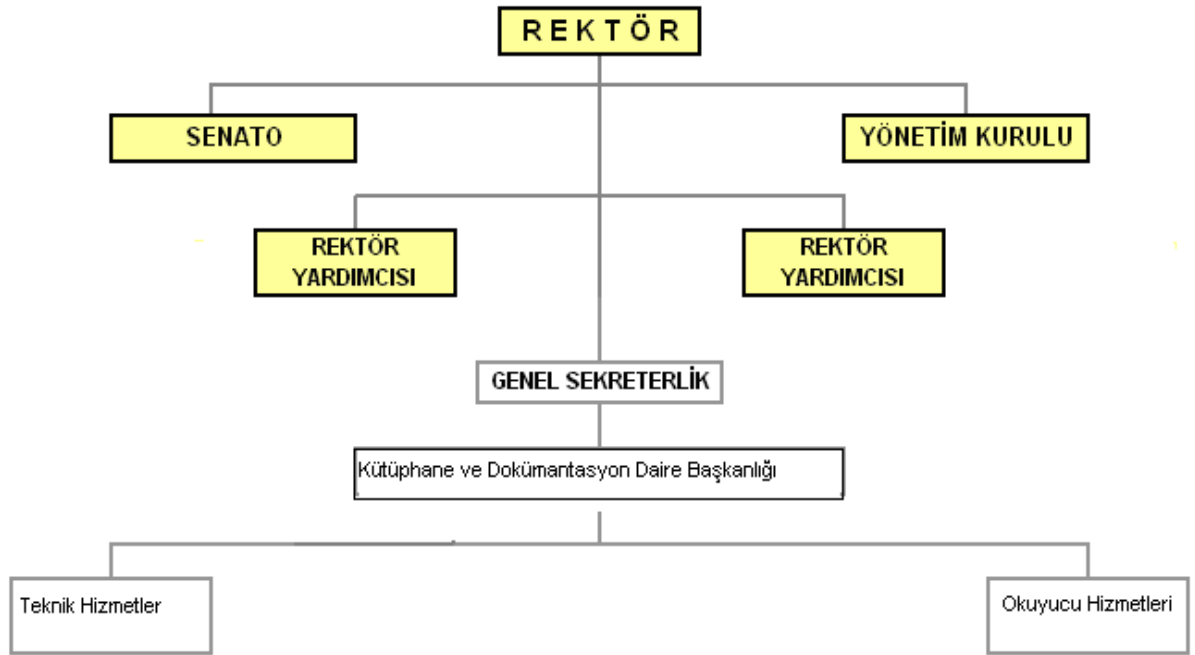 R E K T Ö R
SENATO
YÖNETİM KURULU
REKTÖR
YARDIMCISI
REKTÖR
YARDIMCISI
GENEL SEKRETERLİK
Kütüphane ve Dokümantasyon Daire Başkanlığı
Teknik Hizmetler
Okuyucu Hizmetleri